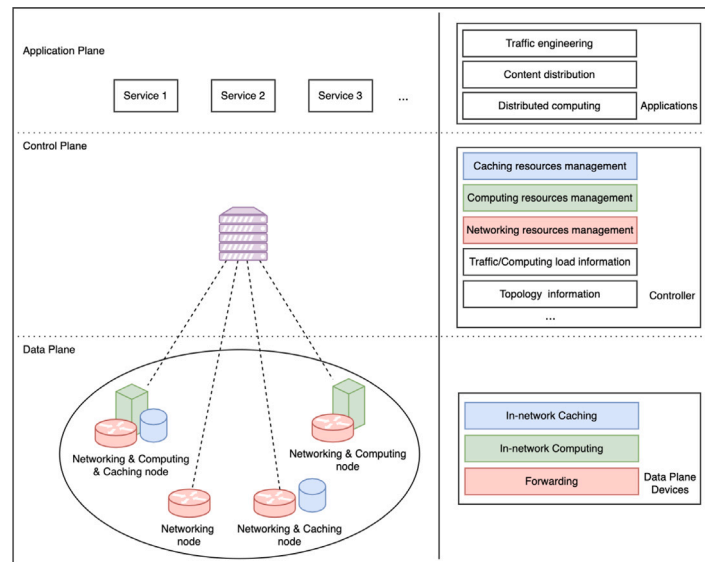 Application Plane
Service 1
Service 2
Service 3
...
Traffic engineering
Content distribution
Distributed computing
Applications
Control Plane
Caching resources management
Computing resources management
Networking resources management
Traffic/Computing load information
Topology information
...
Controller
Data Plane
Networking & Computing
& Caching node
Networking & Computing
node
Networking
node
Networking & Caching
node
In-network Caching
In-network Computing
Forwarding
Data Plane
Devices